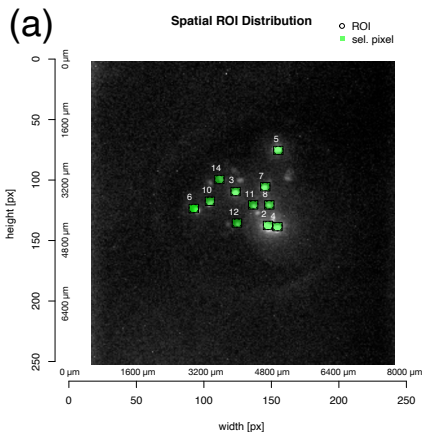 (a)
Spatial ROI Distribution
ROI
sel. pixel
0
50
100
150
200
250
height [px]
0 µm
1600 µm
3200 µm
4800 µm
6400 µm
5
14
7
3
6
10
11
8
12
2
4
0 µm
1600 µm
3200 µm
4800 µm
6400 µm
8000 µm
0
50
100
150
200
250
width [px]